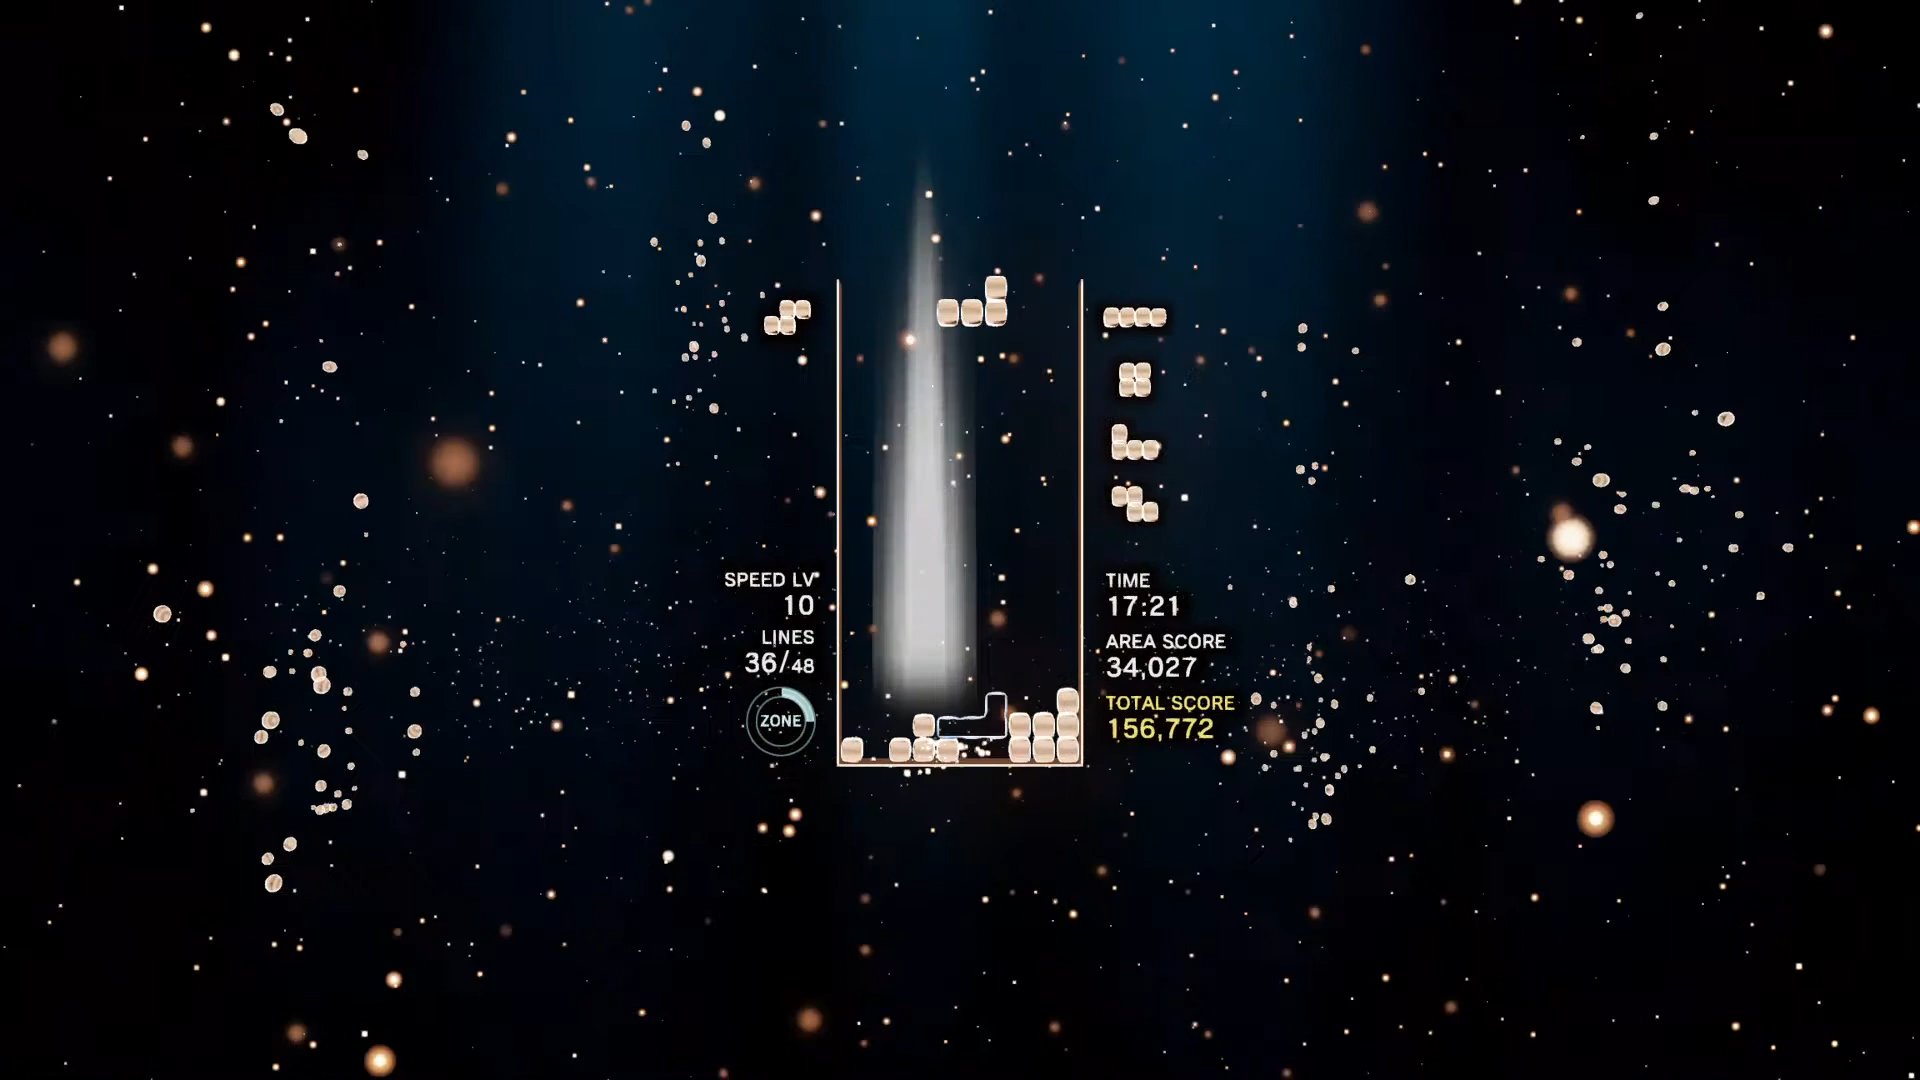 SPEED LV
10
LINES
36/48
ZONE
TIME
17:21
AREA SCORE
34,027
TOTAL SCORE
156,772